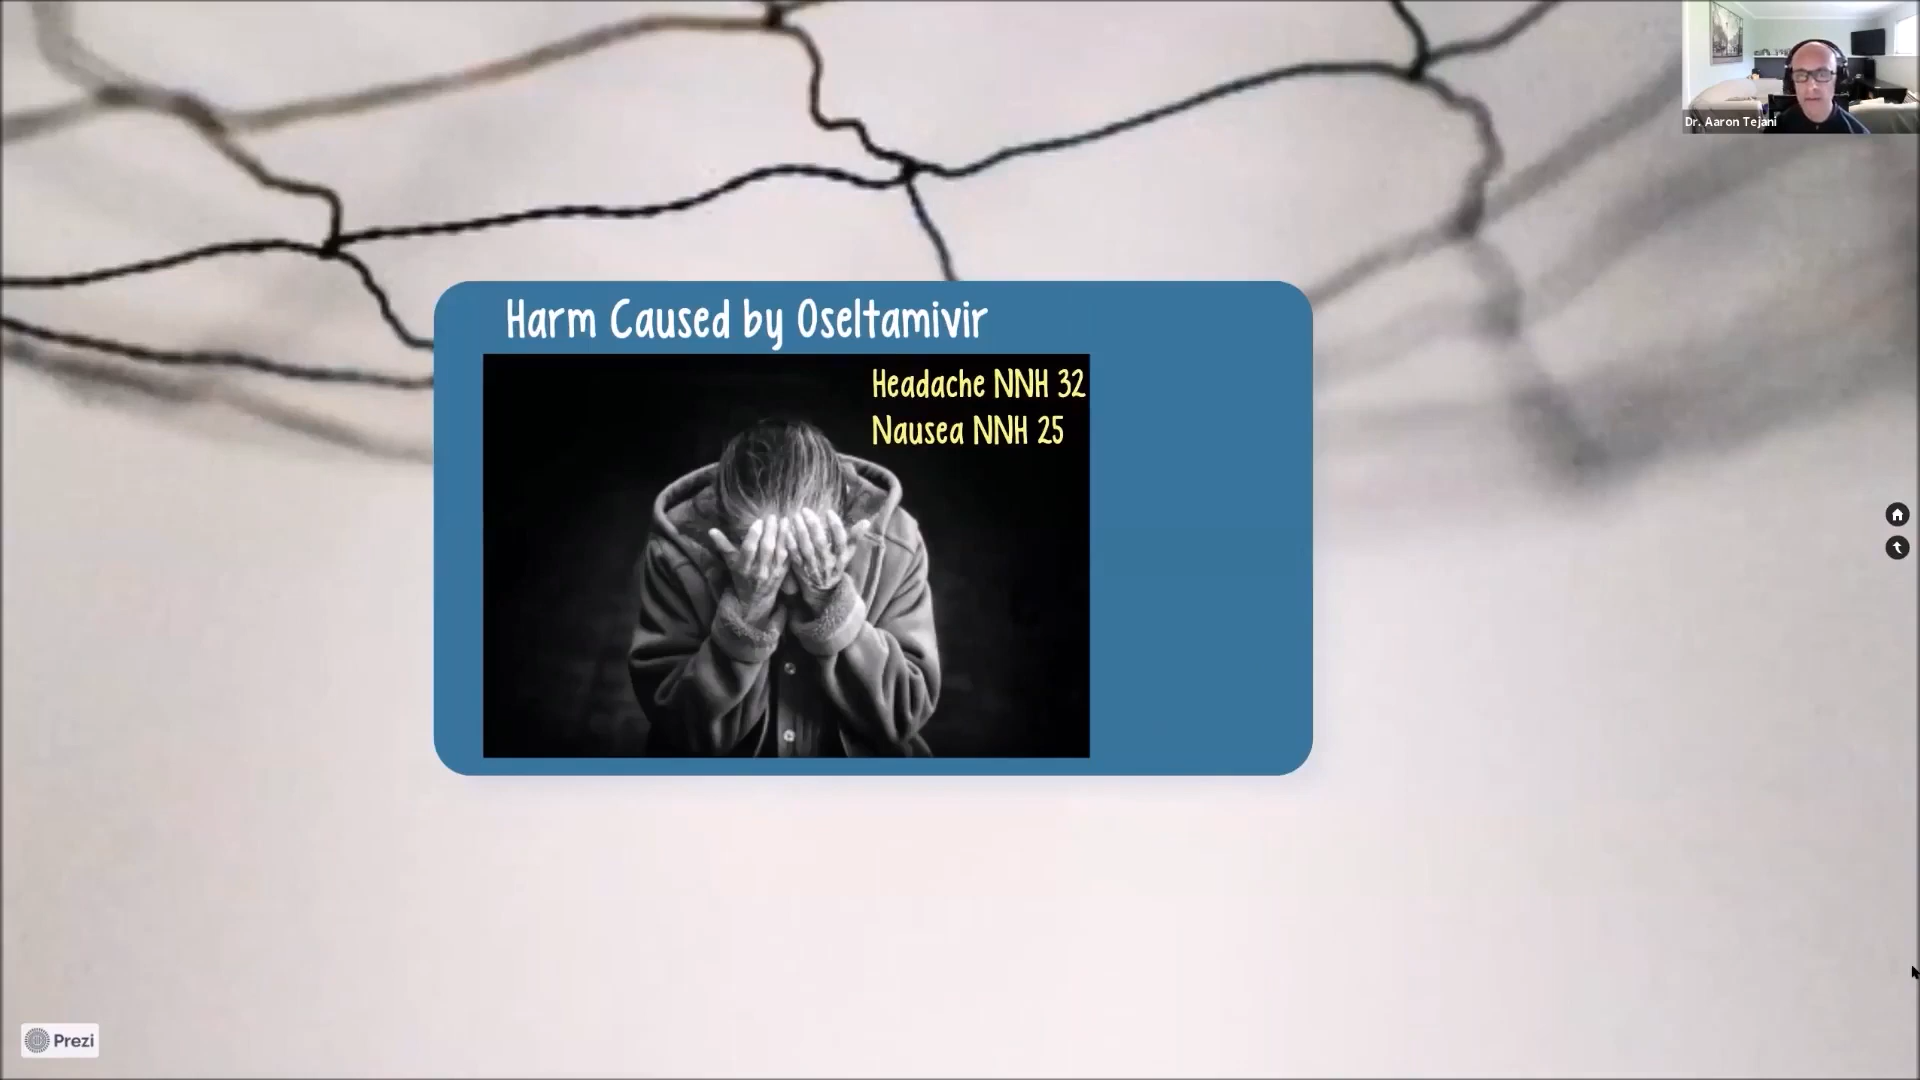 Dr. Aaron Tejani
Harm Caused by Oseltamivir
Headache NNH 32
Nausea NNH 25
Prezi